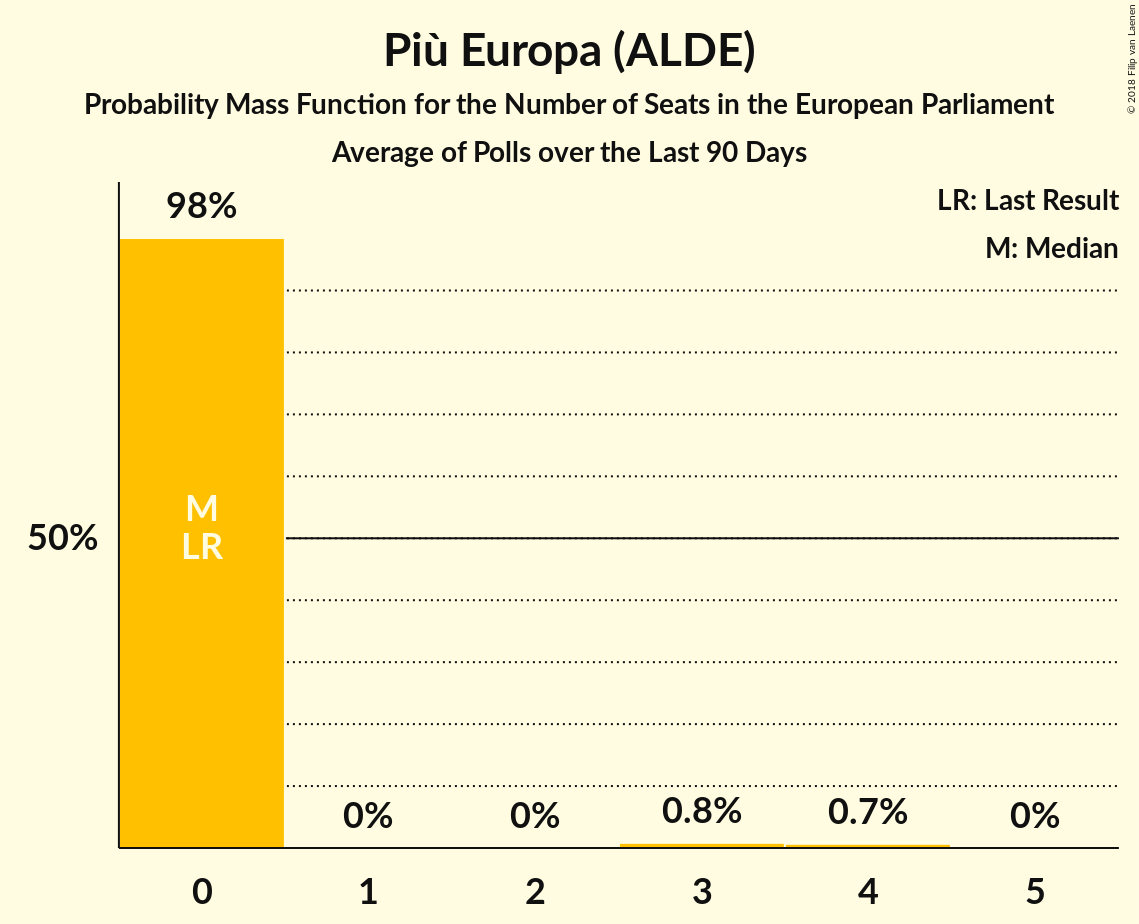 Più Europa (ALDE)
Probability Mass Function for the Number of Seats in the European Parliament
Average of Polls over the Last 90 Days
© 2018 Filip van Laenen
LR: Last Result
M: Median
98%
M
LR
50%
0%
0%
0.8%
0.7%
0%
0
1
2
3
4
5